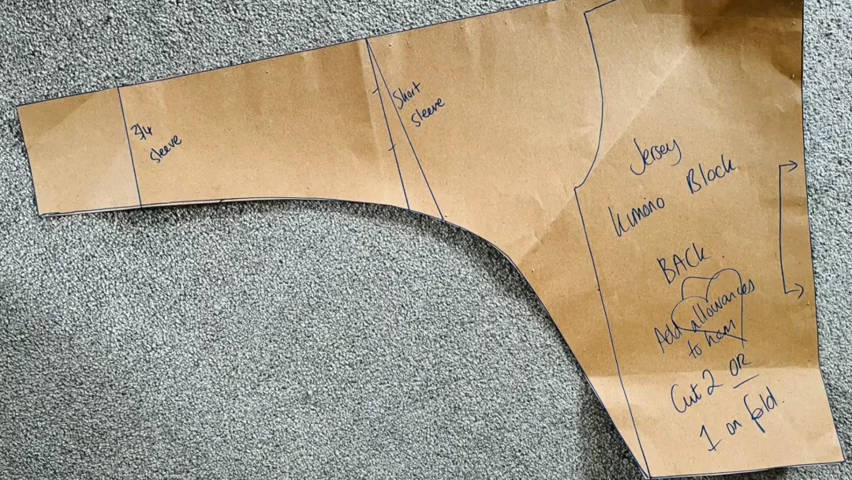 3/4
sleeve
Short
sleeve
Jersey
Kimono Block
BACK
Add allowances
to hem
Cut 2 OR
1 on fold.